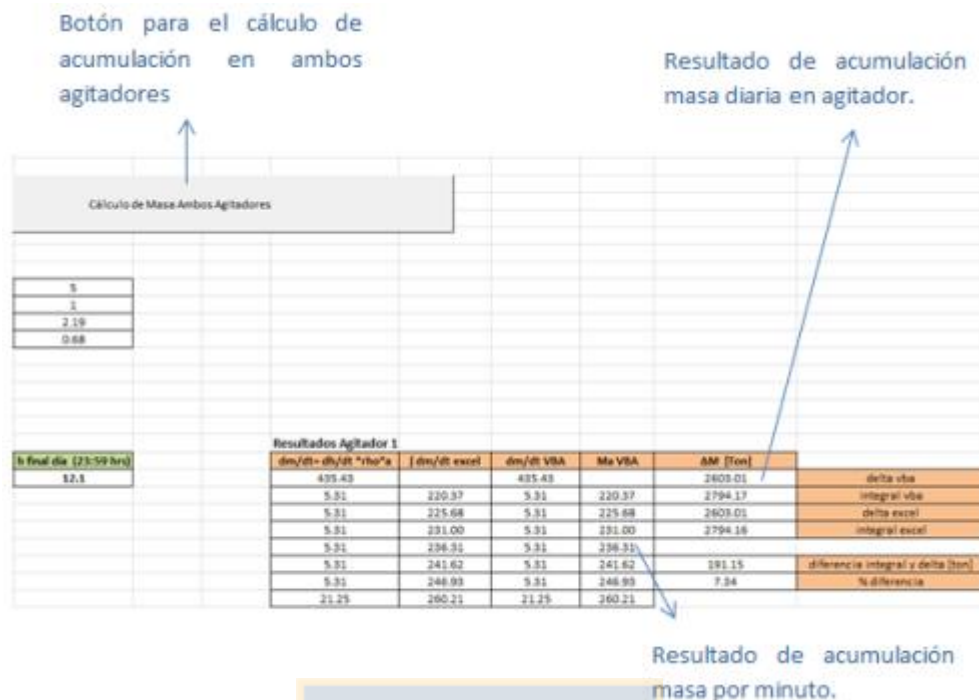 Botón para el cálculo de
acumulación en ambos
agitadores
Resultado de acumulación
masa diaria en agitador.
Cálculo de Masa Ambos Agitadores
5
1
2.19
0.68
Resultados Agitador 1
h final día (23:59 hrs) dm/dt= dh/dt *rho*a ∫ dm/dt excel dm/dt VBA Ma VBA ΔM [Ton]
12.1 435.43 435.43 2603.01 delta vba
5.31 220.37 5.31 220.37 2794.17 integral vba
5.31 225.68 5.31 225.68 2603.01 delta excel
5.31 231.00 5.31 231.00 2794.16 integral excel
5.31 236.31 5.31 236.31
5.31 241.62 5.31 241.62 191.15 diferencia integral y delta [ton]
5.31 246.93 5.31 246.93 7.34 % diferencia
21.25 260.21 21.25 260.21
Resultado de acumulación
masa por minuto.